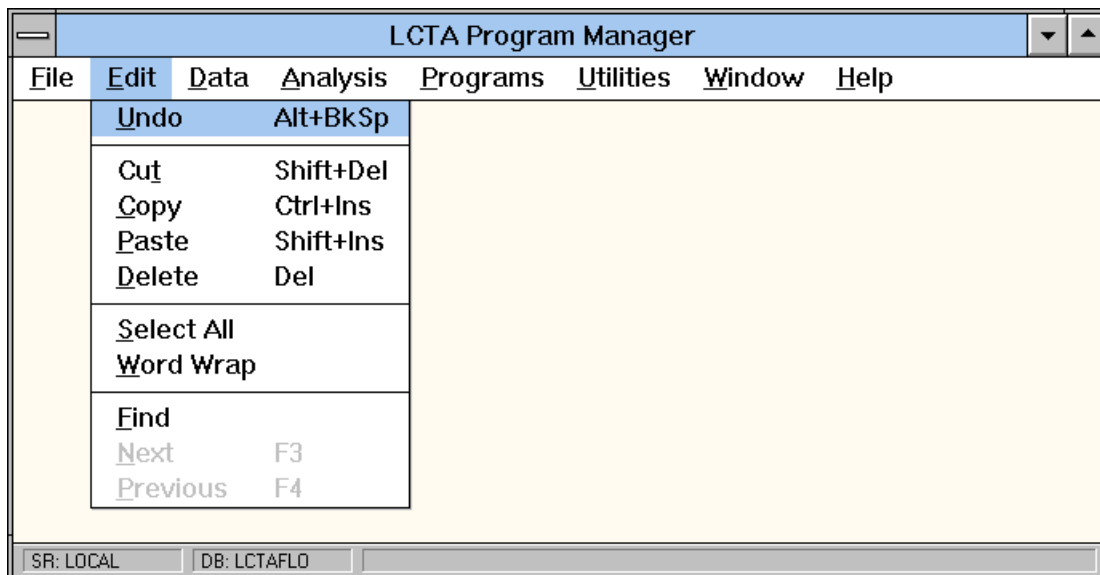 LCTA Program Manager
File Edit Data Analysis Programs Utilities Window Help
Undo Alt+BkSp
Cut Shift+Del
Copy Ctrl+Ins
Paste Shift+Ins
Delete Del
Select All
Word Wrap
Find
Next F3
Previous F4
SR: LOCAL DB: LCTAFLO